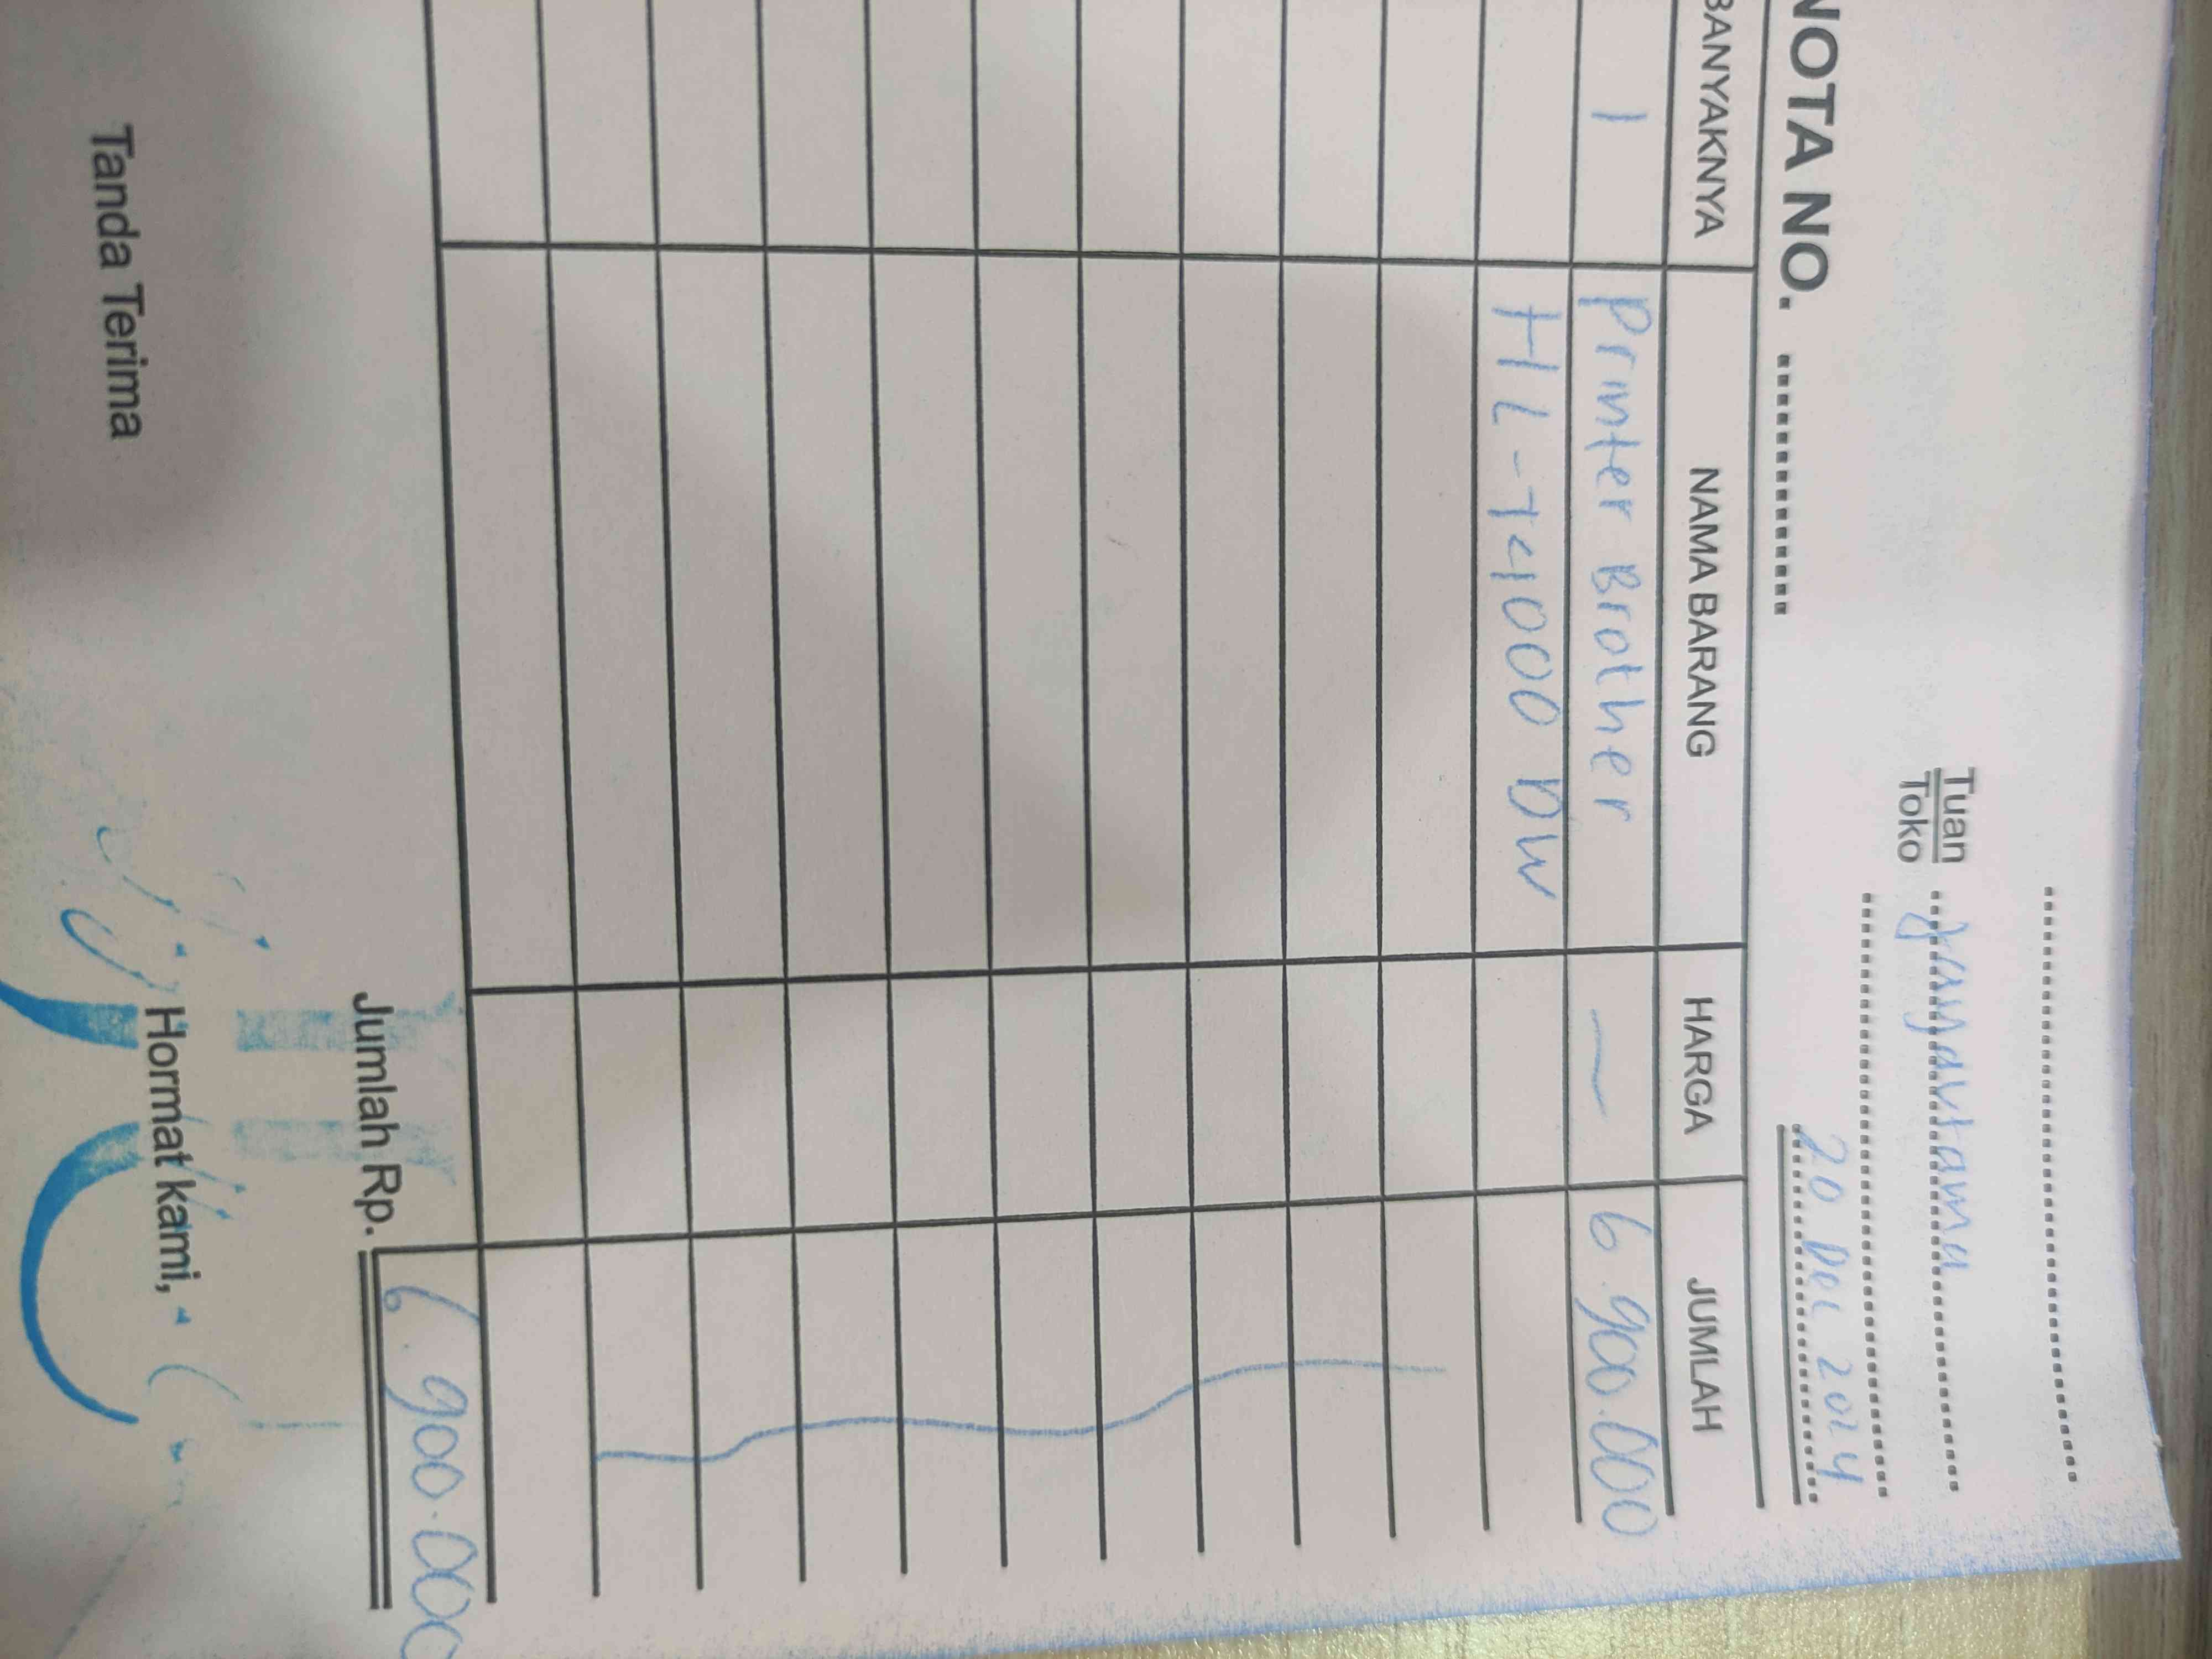 20 Dec 2024
Tuan
Toko
NOTA NO.
BANYAKNYA NAMA BARANG HARGA JUMLAH
1 Printer Brother — 6.900.000
HL-T4000 DW
Jumlah Rp. 6.900.000
Tanda Terima Hormat kami,